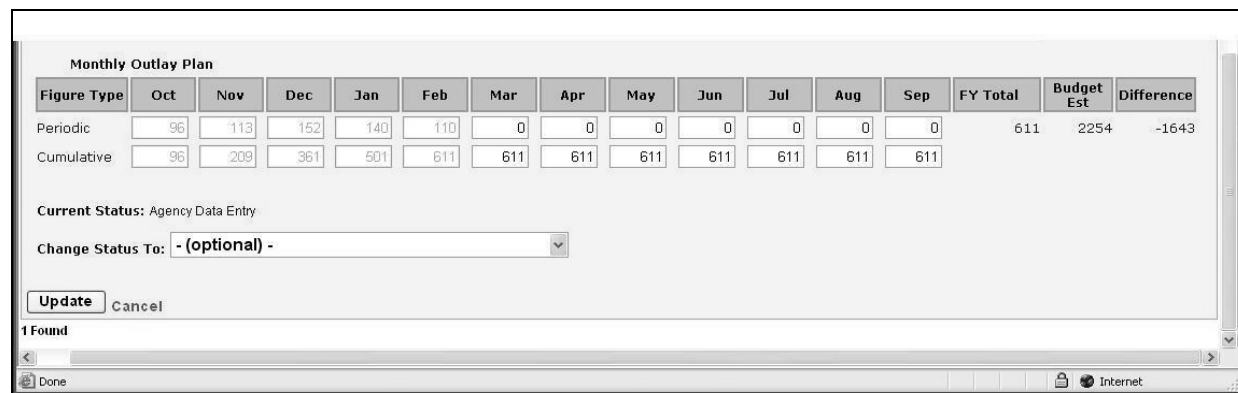 Monthly Outlay Plan
Figure Type Oct Nov Dec Jan Feb Mar Apr May Jun Jul Aug Sep FY Total Budget Est Difference
Periodic 96 113 152 140 110 0 0 0 0 0 0 0 611 2254 -1643
Cumulative 96 209 361 501 611 611 611 611 611 611 611 611
Current Status: Agency Data Entry
Change Status To: - (optional) -
Update Cancel
1 Found
Done Internet